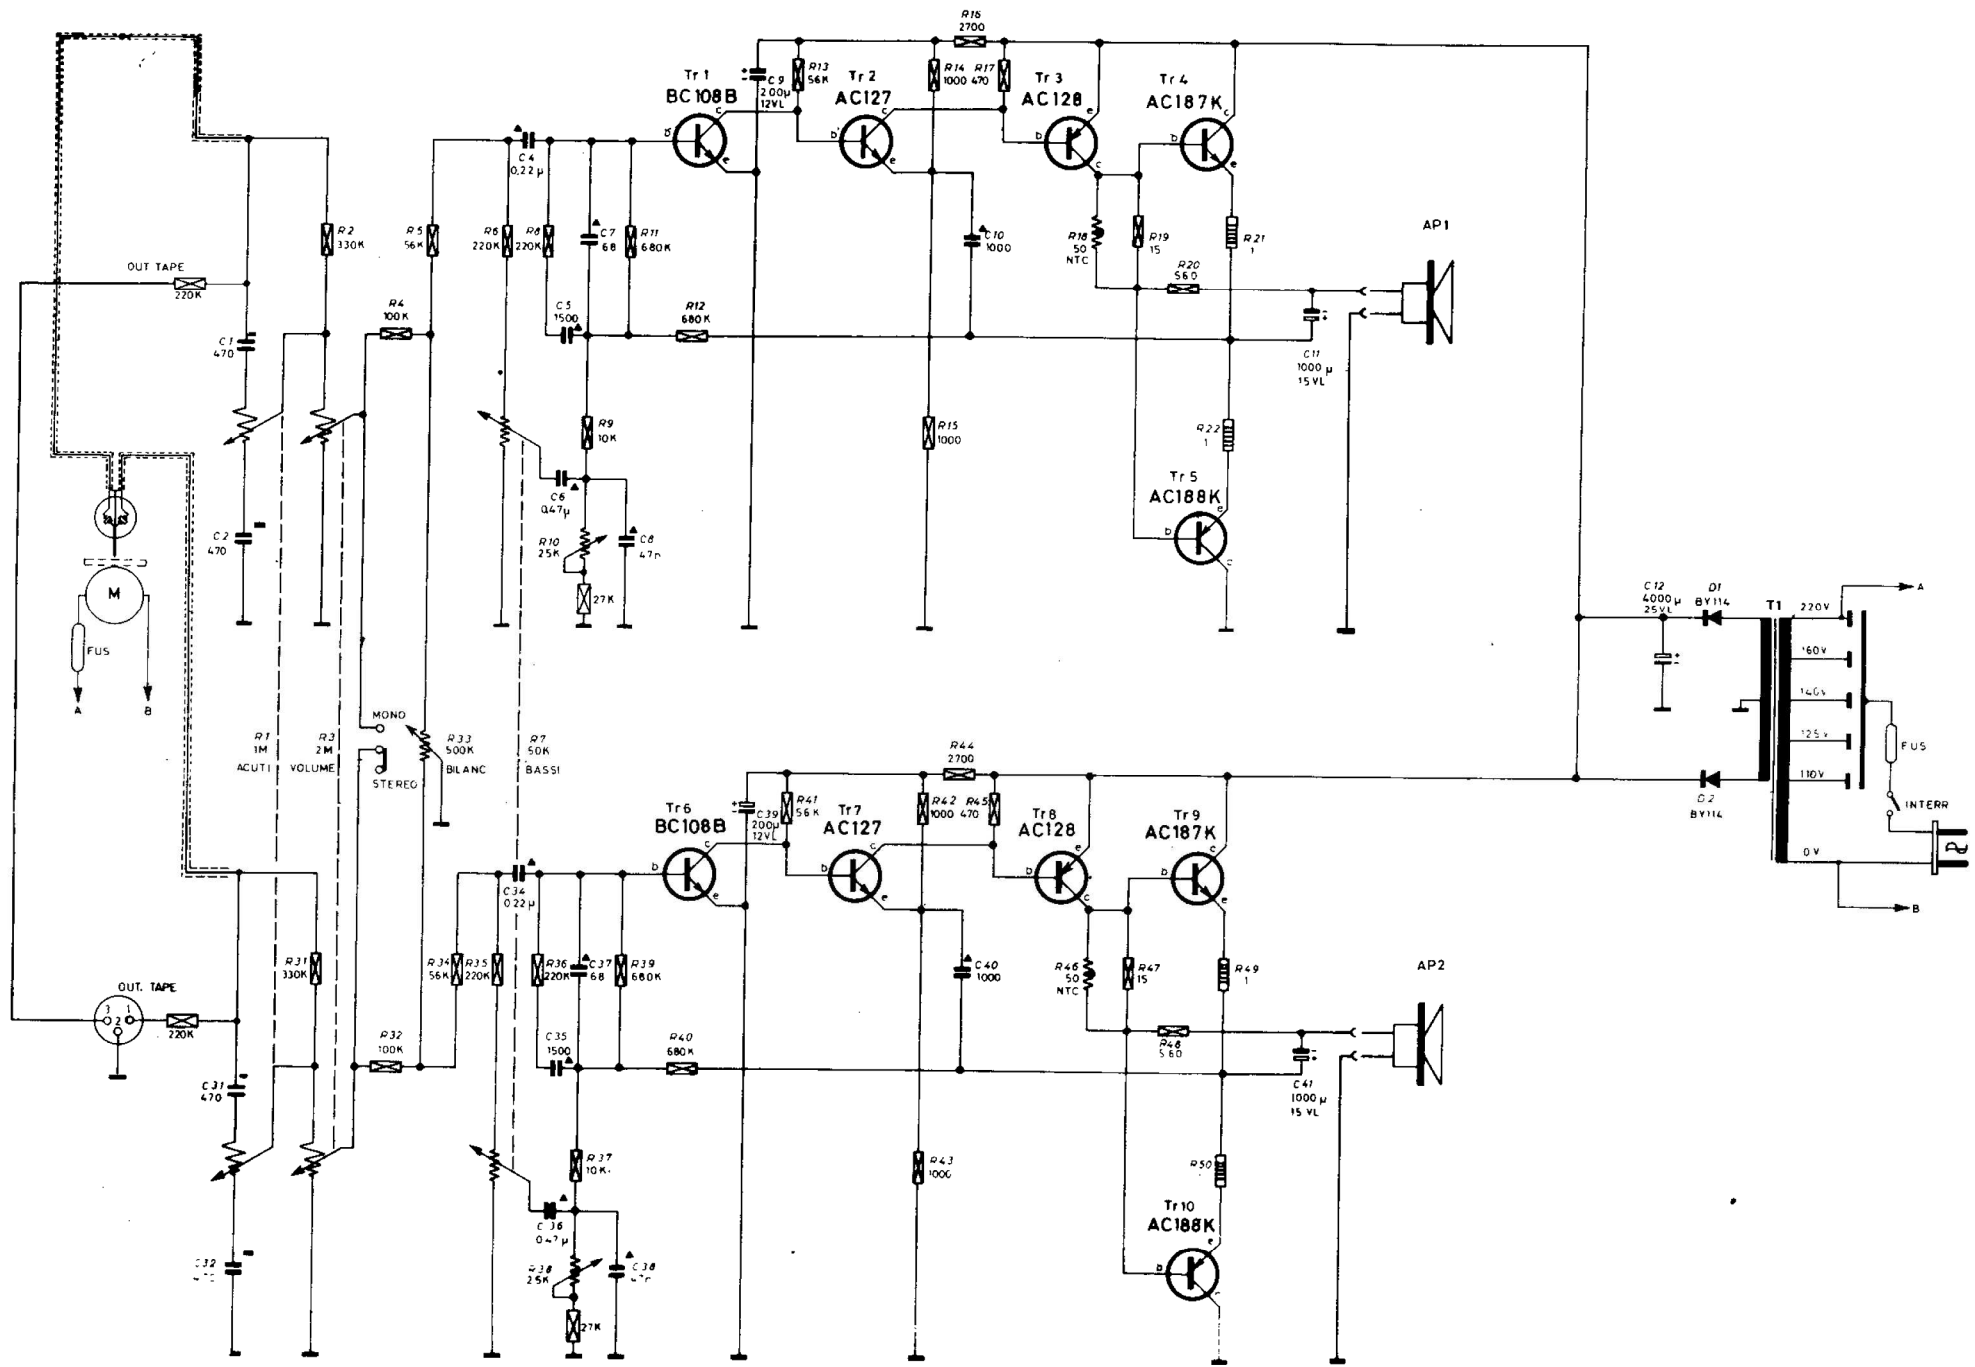 R16
2700
Tr 1
BC108B
C9
200µ
12VL
R13
56K
Tr 2
AC127
R14
1000
R17
470
Tr 3
AC128
Tr 4
AC187K
b
c
e
b
c
e
b
e
c
b
c
e
C4
0,22µ
R2
330K
R5
56K
R6
220K
R8
220K
C7
68
R11
680K
C10
1000
R18
50
NTC
R19
15
R21
1
AP1
OUT TAPE
220K
R20
560
R4
100K
C5
1500
R12
680K
C1
470
C11
1000µ
15VL
R9
10K
R15
1000
R22
1
Tr 5
AC188K
C6
0,47µ
C2
470
R10
25K
C8
47n
b
e
c
27K
M
FUS
A
B
C12
4000µ
25VL
D1
BY114
T1
220V
A
160V
140V
125V
110V
0V
FUS
INTERR
B
D2
BY114
MONO
STEREO
R1
1M
ACUTI
R3
2M
VOLUME
R33
500K
BILANC
R7
50K
BASSI
R44
2700
Tr 6
BC108B
C39
200µ
12VL
R41
56K
Tr 7
AC127
R42
1000
R45
470
Tr 8
AC128
Tr 9
AC187K
b
c
e
b
c
e
b
e
c
b
c
e
C34
0,22µ
R31
330K
R34
56K
R35
220K
R36
220K
C37
68
R39
680K
C40
1000
R46
50
NTC
R47
15
R49
1
AP2
OUT. TAPE
3
2
1
220K
R32
100K
C35
1500
R40
680K
R48
560
C31
470
C41
1000µ
15 VL
R37
10K
R43
1000
R50
Tr 10
AC188K
C36
0,47µ
C32
R38
25K
C38
b
e
27K